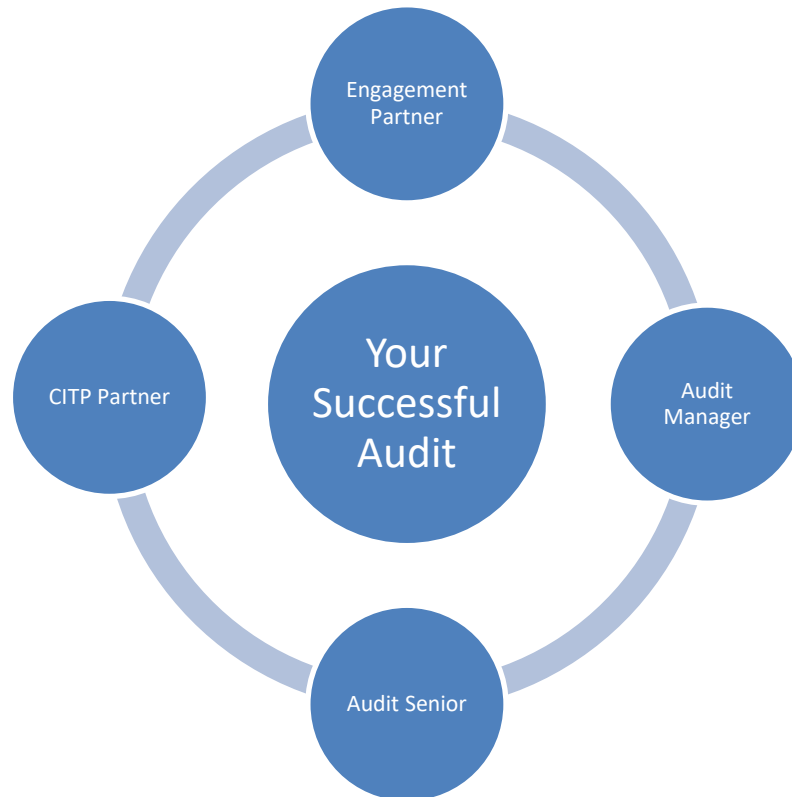 Engagement
Partner
CITP Partner
Your
Successful
Audit
Audit
Manager
Audit Senior